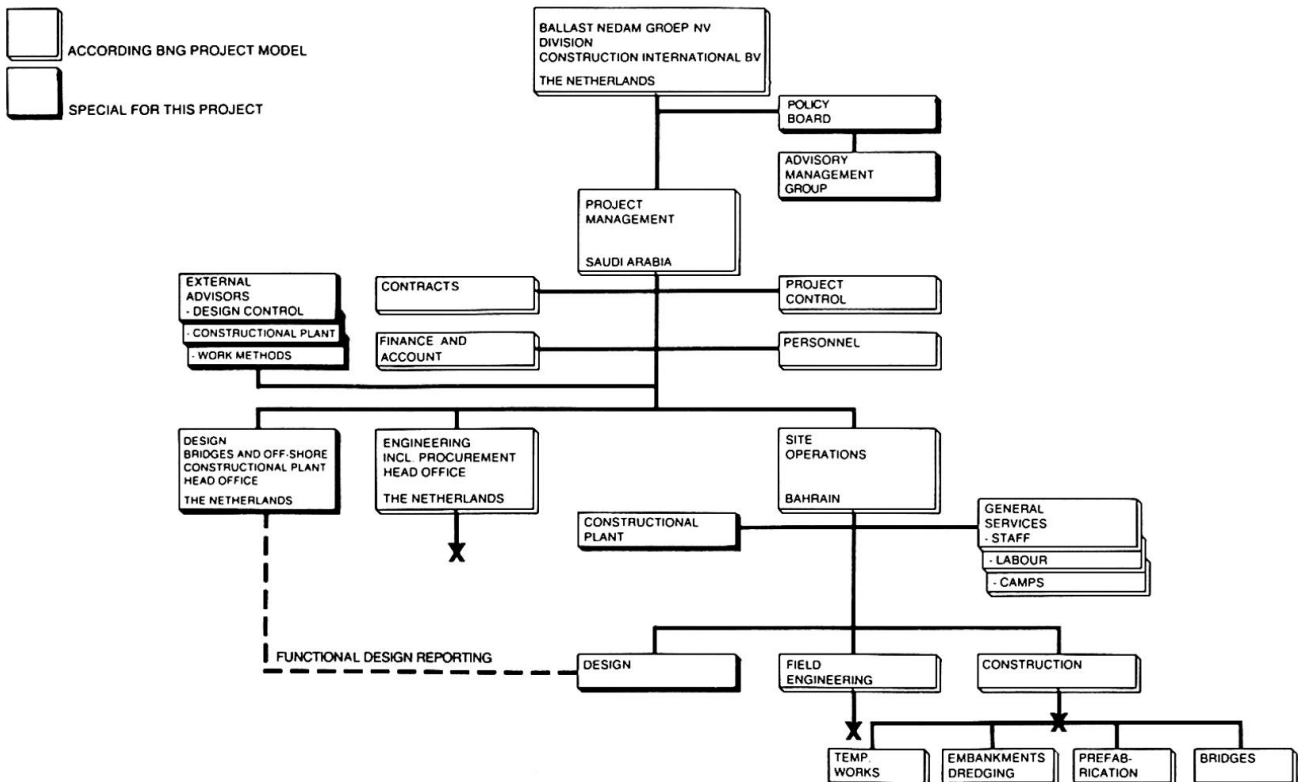 ACCORDING BNG PROJECT MODEL
SPECIAL FOR THIS PROJECT
BALLAST NEDAM GROEP NV
DIVISION
CONSTRUCTION INTERNATIONAL BV
THE NETHERLANDS
POLICY
BOARD
ADVISORY
MANAGEMENT
GROUP
PROJECT
MANAGEMENT
SAUDI ARABIA
EXTERNAL
ADVISORS
- DESIGN CONTROL
- CONSTRUCTIONAL PLANT
- WORK METHODS
CONTRACTS
PROJECT
CONTROL
FINANCE AND
ACCOUNT
PERSONNEL
DESIGN
BRIDGES AND OFF-SHORE
CONSTRUCTIONAL PLANT
HEAD OFFICE
THE NETHERLANDS
ENGINEERING
INCL. PROCUREMENT
HEAD OFFICE
THE NETHERLANDS
SITE
OPERATIONS
BAHRAIN
CONSTRUCTIONAL
PLANT
GENERAL
SERVICES
- STAFF
- LABOUR
- CAMPS
X
FUNCTIONAL DESIGN REPORTING
DESIGN
FIELD
ENGINEERING
CONSTRUCTION
X
X
TEMP.
WORKS
EMBANKMENTS
DREDGING
PREFAB-
RICATION
BRIDGES